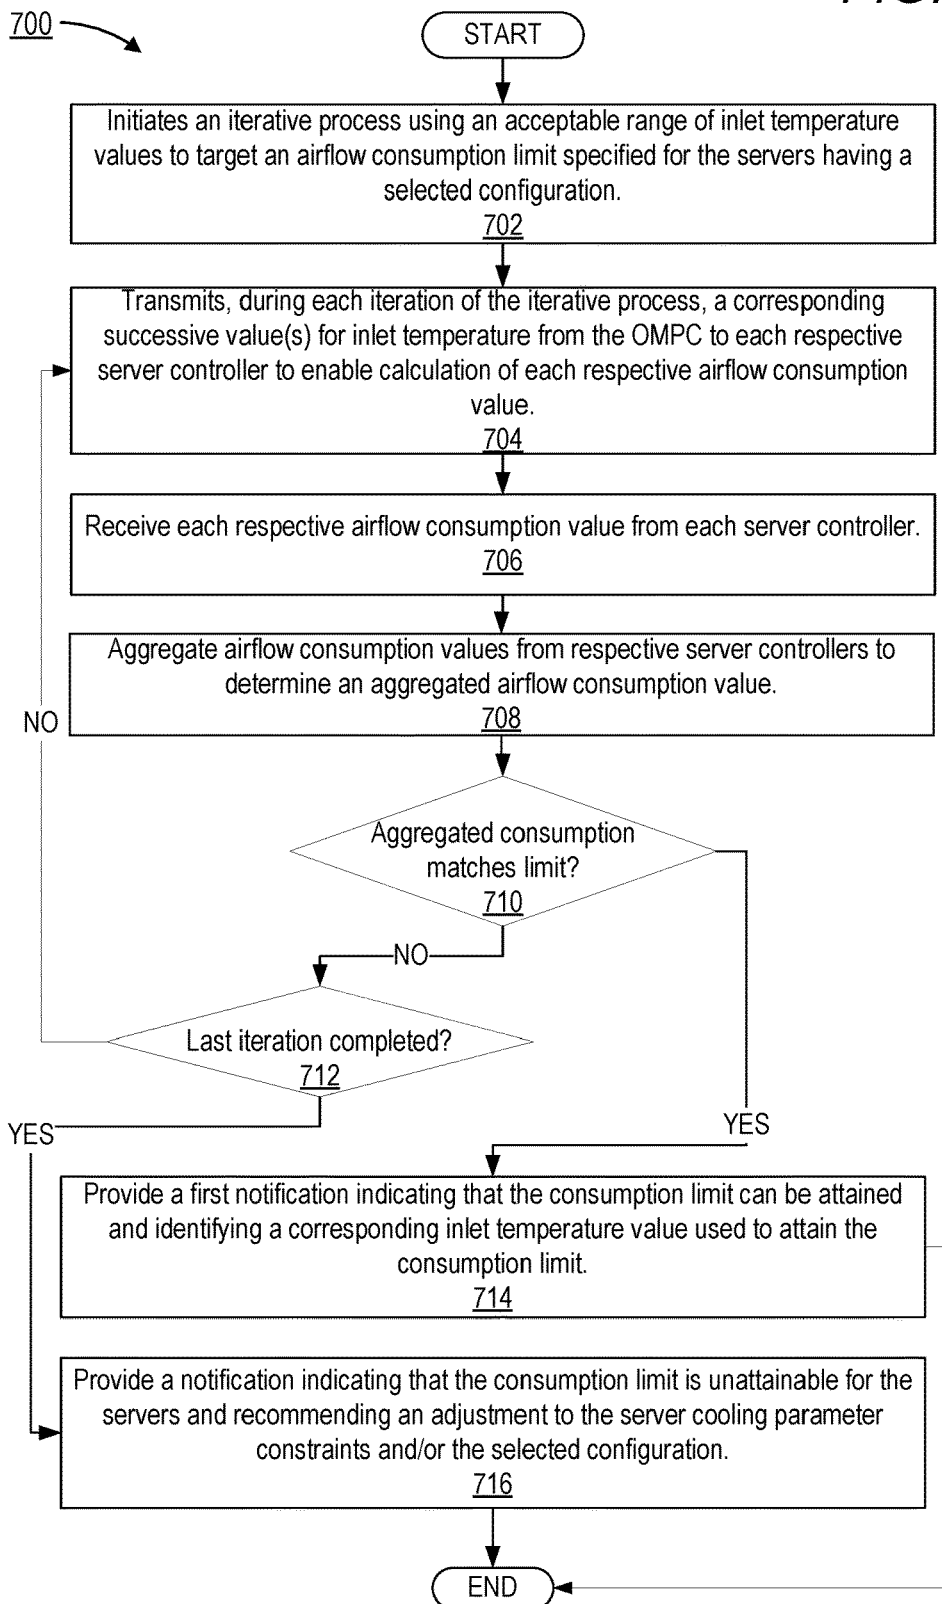 700
START
Initiates an iterative process using an acceptable range of inlet temperature
values to target an airflow consumption limit specified for the servers having a
selected configuration.
702
Transmits, during each iteration of the iterative process, a corresponding
successive value(s) for inlet temperature from the OMPC to each respective
server controller to enable calculation of each respective airflow consumption
value.
704
Receive each respective airflow consumption value from each server controller.
706
Aggregate airflow consumption values from respective server controllers to
determine an aggregated airflow consumption value.
708
NO
Aggregated consumption
matches limit?
710
NO
Last iteration completed?
712
YES
YES
Provide a first notification indicating that the consumption limit can be attained
and identifying a corresponding inlet temperature value used to attain the
consumption limit.
714
Provide a notification indicating that the consumption limit is unattainable for the
servers and recommending an adjustment to the server cooling parameter
constraints and/or the selected configuration.
716
END